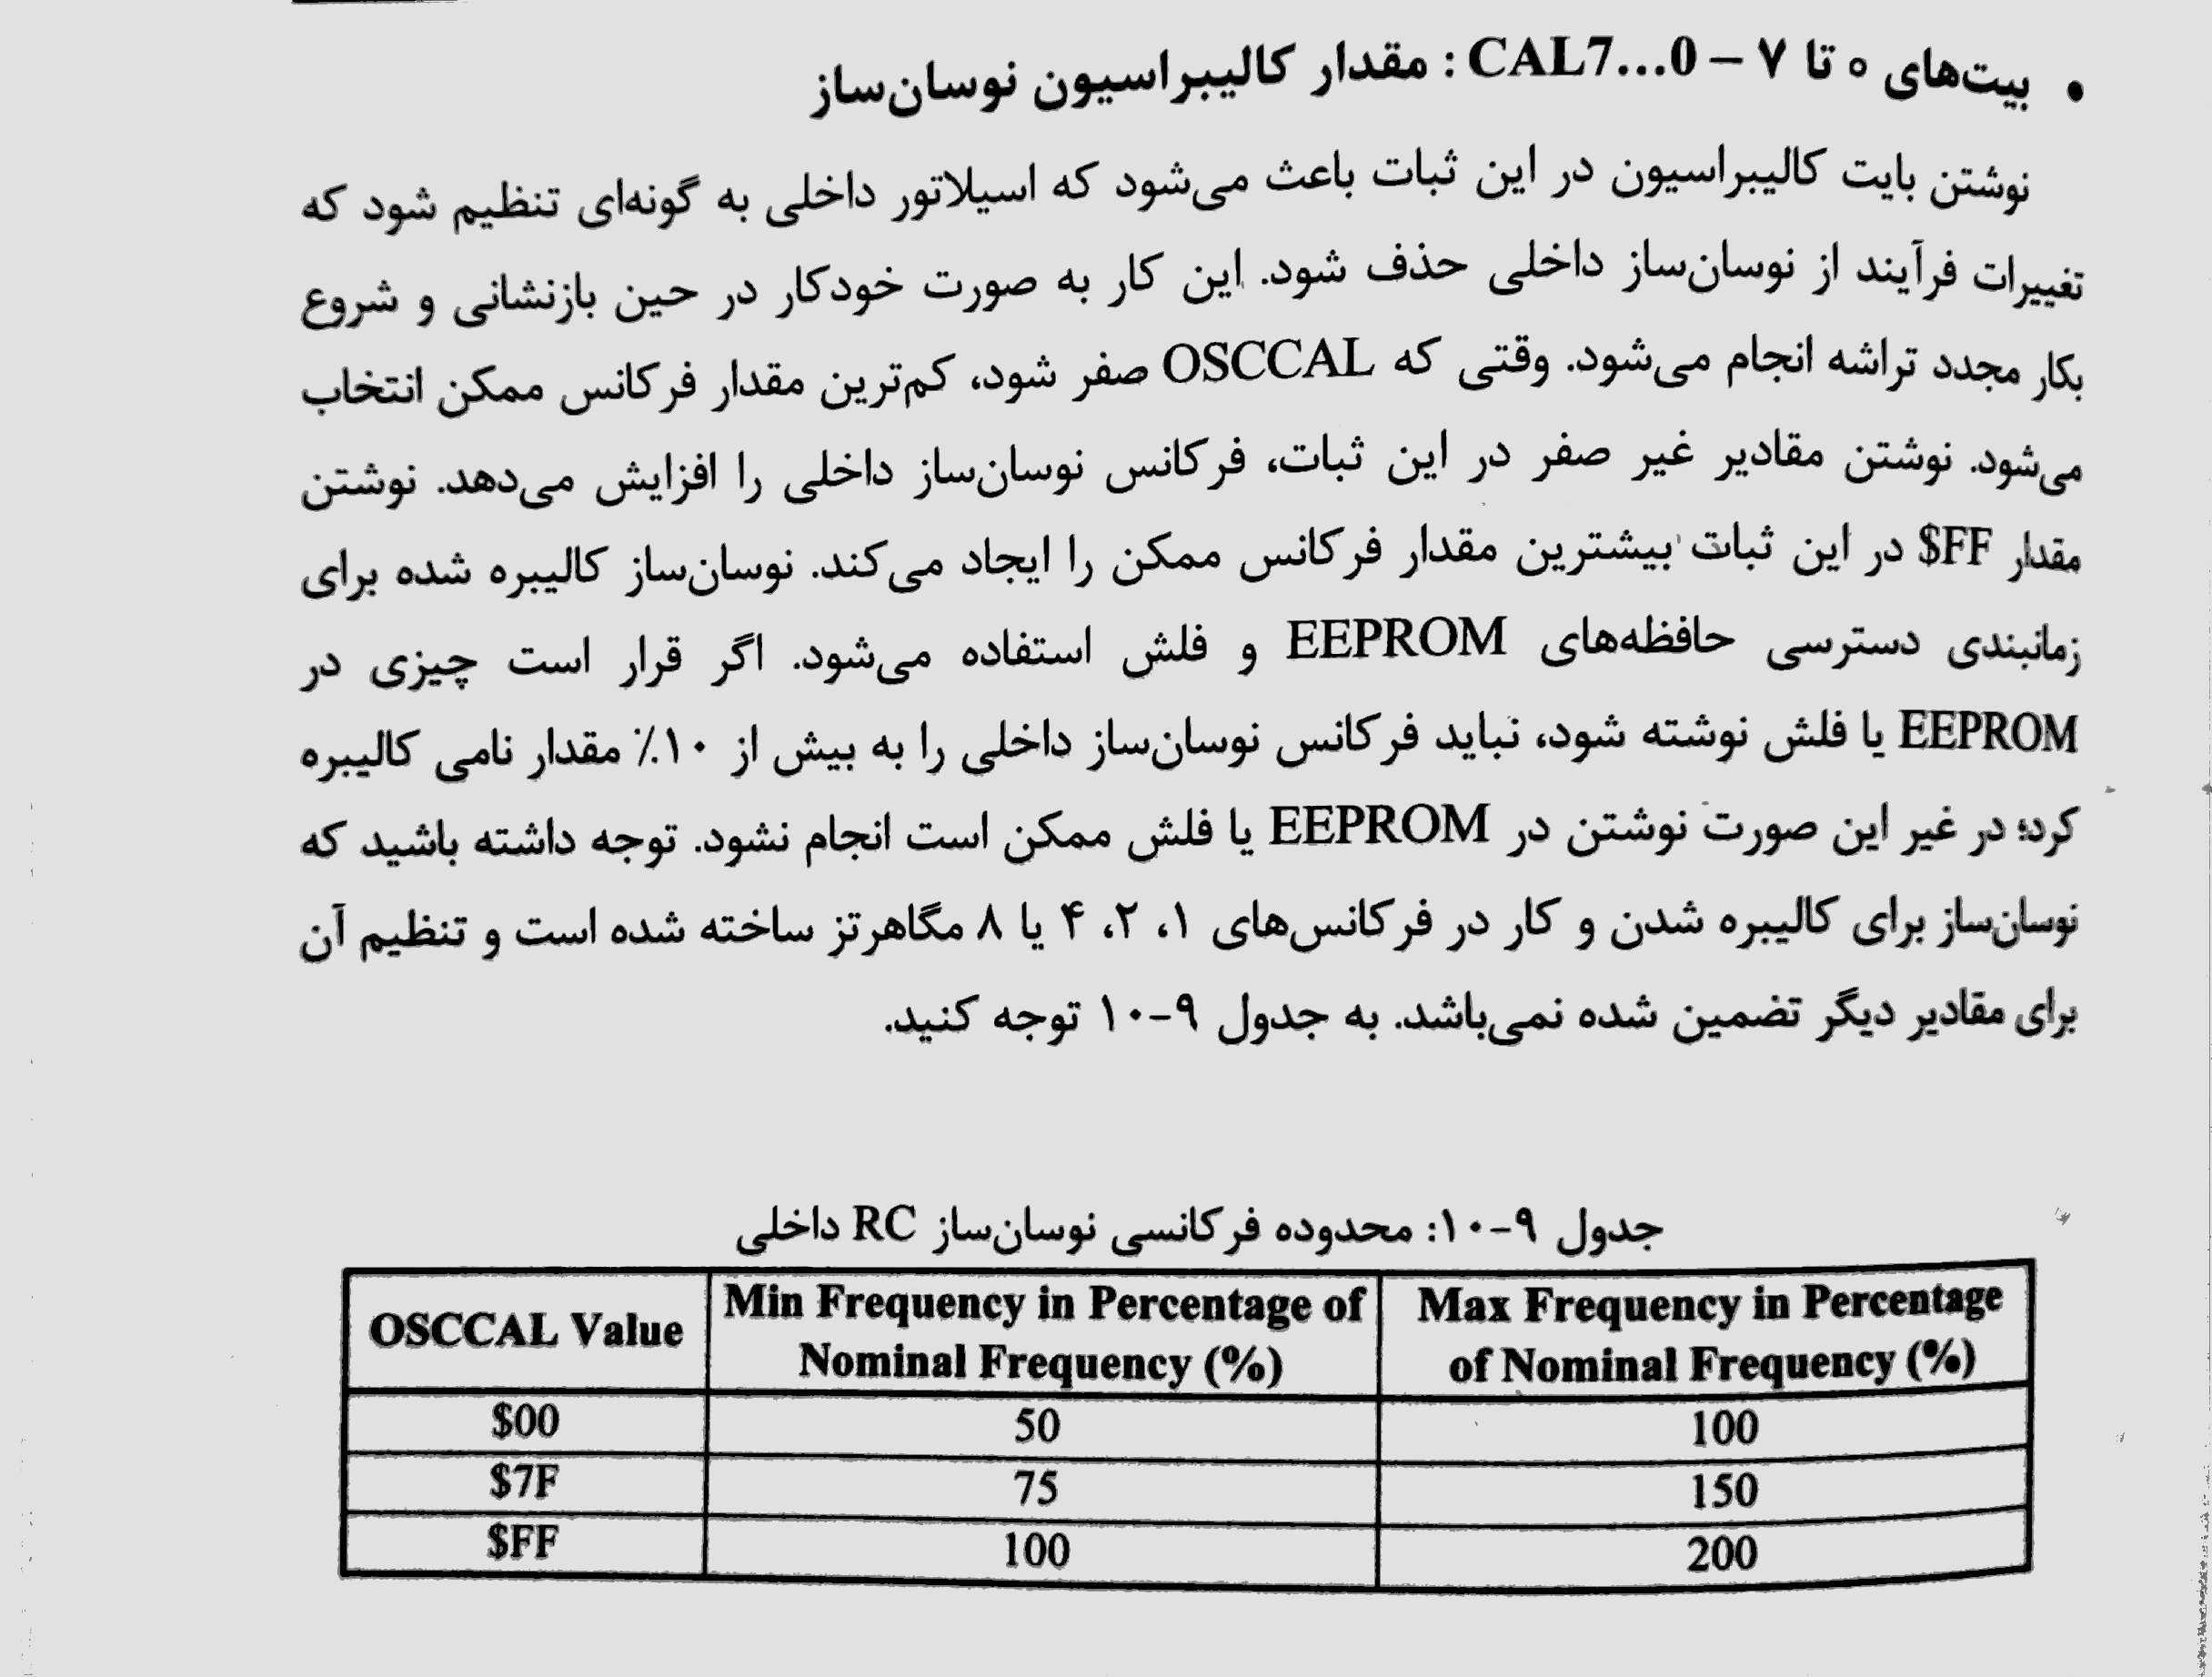 • بیت‌های ۰ تا ۷ – CAL7...0 : مقدار کالیبراسیون نوسان‌ساز
نوشتن بایت کالیبراسیون در این ثبات باعث می‌شود که اسیلاتور داخلی به گونه‌ای تنظیم شود که
تغییرات فرآیند از نوسان‌ساز داخلی حذف شود. این کار به صورت خودکار در حین بازنشانی و شروع
بکار مجدد تراشه انجام می‌شود. وقتی که OSCCAL صفر شود، کم‌ترین مقدار فرکانس ممکن انتخاب
می‌شود. نوشتن مقادیر غیر صفر در این ثبات، فرکانس نوسان‌ساز داخلی را افزایش می‌دهد. نوشتن
مقدار $FF در این ثبات بیشترین مقدار فرکانس ممکن را ایجاد می‌کند. نوسان‌ساز کالیبره شده برای
زمانبندی دسترسی حافظه‌های EEPROM و فلش استفاده می‌شود. اگر قرار است چیزی در
EEPROM یا فلش نوشته شود، نباید فرکانس نوسان‌ساز داخلی را به بیش از ۱۰٪ مقدار نامی کالیبره
کرد؛ در غیر این صورت نوشتن در EEPROM یا فلش ممکن است انجام نشود. توجه داشته باشید که
نوسان‌ساز برای کالیبره شدن و کار در فرکانس‌های ۱، ۲، ۴ یا ۸ مگاهرتز ساخته شده است و تنظیم آن
برای مقادیر دیگر تضمین شده نمی‌باشد. به جدول ۹-۱۰ توجه کنید.
جدول ۹-۱۰: محدوده فرکانسی نوسان‌ساز RC داخلی
OSCCAL Value
Min Frequency in Percentage of
Nominal Frequency (%)
Max Frequency in Percentage
of Nominal Frequency (%)
$00 50 100
$7F 75 150
$FF 100 200